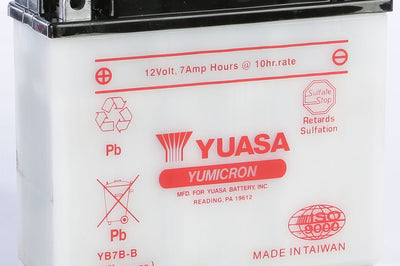 12Volt. 7Amp Hours @ 10hr.rate
Sulfate
Stop
Retards
Sulfation
Pb
YUASA
YUMICRON
MFD. FOR YUASA BATTERY, INC
READING, PA 19612
Pb
YB7B-B
ISO
9000
MADE IN TAIWAN